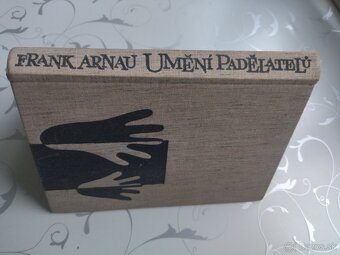 FRANK ARNAU UMĚNÍ PADĚLATELŮ